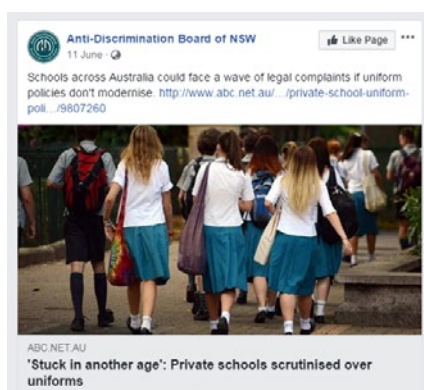 Anti-Discrimination Board of NSW
Like Page
11 June ·
Schools across Australia could face a wave of legal complaints if uniform
policies don't modernise. http://www.abc.net.au/.../private-school-uniform-
poli.../9807260
ABC.NET.AU
'Stuck in another age': Private schools scrutinised over
uniforms